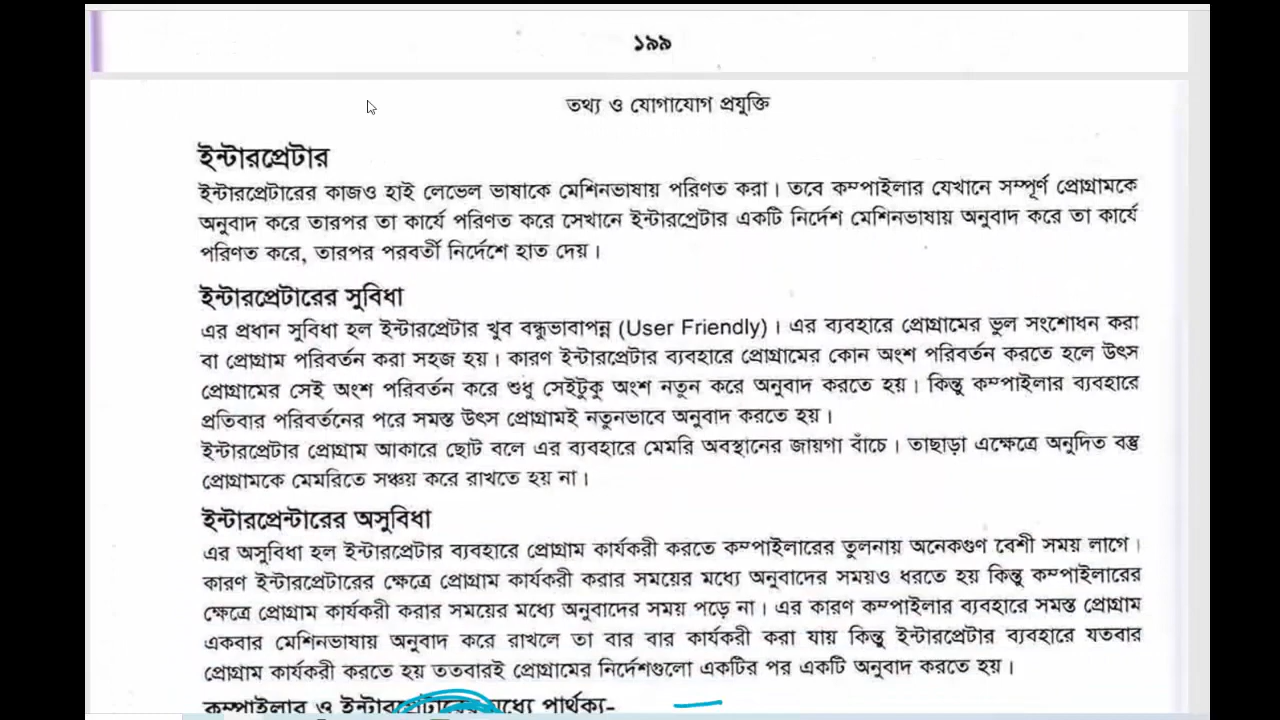 ১৯৯
তথ্য ও যোগাযোগ প্রযুক্তি
ইন্টারপ্রেটার
ইন্টারপ্রেটারের কাজও হাই লেভেল ভাষাকে মেশিনভাষায় পরিণত করা। তবে কম্পাইলার যেখানে সম্পূর্ণ প্রোগ্রামকে
অনুবাদ করে তারপর তা কার্যে পরিণত করে সেখানে ইন্টারপ্রেটার একটি নির্দেশ মেশিনভাষায় অনুবাদ করে তা কার্যে
পরিণত করে, তারপর পরবর্তী নির্দেশে হাত দেয়।
ইন্টারপ্রেটারের সুবিধা
এর প্রধান সুবিধা হল ইন্টারপ্রেটার খুব বন্ধুভাবাপন্ন (User Friendly)। এর ব্যবহারে প্রোগ্রামের ভুল সংশোধন করা
বা প্রোগ্রাম পরিবর্তন করা সহজ হয়। কারণ ইন্টারপ্রেটার ব্যবহারে প্রোগ্রামের কোন অংশ পরিবর্তন করতে হলে উৎস
প্রোগ্রামের সেই অংশ পরিবর্তন করে শুধু সেইটুকু অংশ নতুন করে অনুবাদ করতে হয়। কিন্তু কম্পাইলার ব্যবহারে
প্রতিবার পরিবর্তনের পরে সমস্ত উৎস প্রোগ্রামই নতুনভাবে অনুবাদ করতে হয়।
ইন্টারপ্রেটার প্রোগ্রাম আকারে ছোট বলে এর ব্যবহারে মেমরি অবস্থানের জায়গা বাঁচে। তাছাড়া এক্ষেত্রে অনুদিত বস্তু
প্রোগ্রামকে মেমরিতে সঞ্চয় করে রাখতে হয় না।
ইন্টারপ্রেন্টারের অসুবিধা
এর অসুবিধা হল ইন্টারপ্রেটার ব্যবহারে প্রোগ্রাম কার্যকরী করতে কম্পাইলারের তুলনায় অনেকগুণ বেশী সময় লাগে।
কারণ ইন্টারপ্রেটারের ক্ষেত্রে প্রোগ্রাম কার্যকরী করার সময়ের মধ্যে অনুবাদের সময়ও ধরতে হয় কিন্তু কম্পাইলারের
ক্ষেত্রে প্রোগ্রাম কার্যকরী করার সময়ের মধ্যে অনুবাদের সময় পড়ে না। এর কারণ কম্পাইলার ব্যবহারে সমস্ত প্রোগ্রাম
একবার মেশিনভাষায় অনুবাদ করে রাখলে তা বার বার কার্যকরী করা যায় কিন্তু ইন্টারপ্রেটার ব্যবহারে যতবার
প্রোগ্রাম কার্যকরী করতে হয় ততবারই প্রোগ্রামের নির্দেশগুলো একটির পর একটি অনুবাদ করতে হয়।
কম্পাইলার ও ইন্টারপ্রেটারের মধ্যে পার্থক্য-